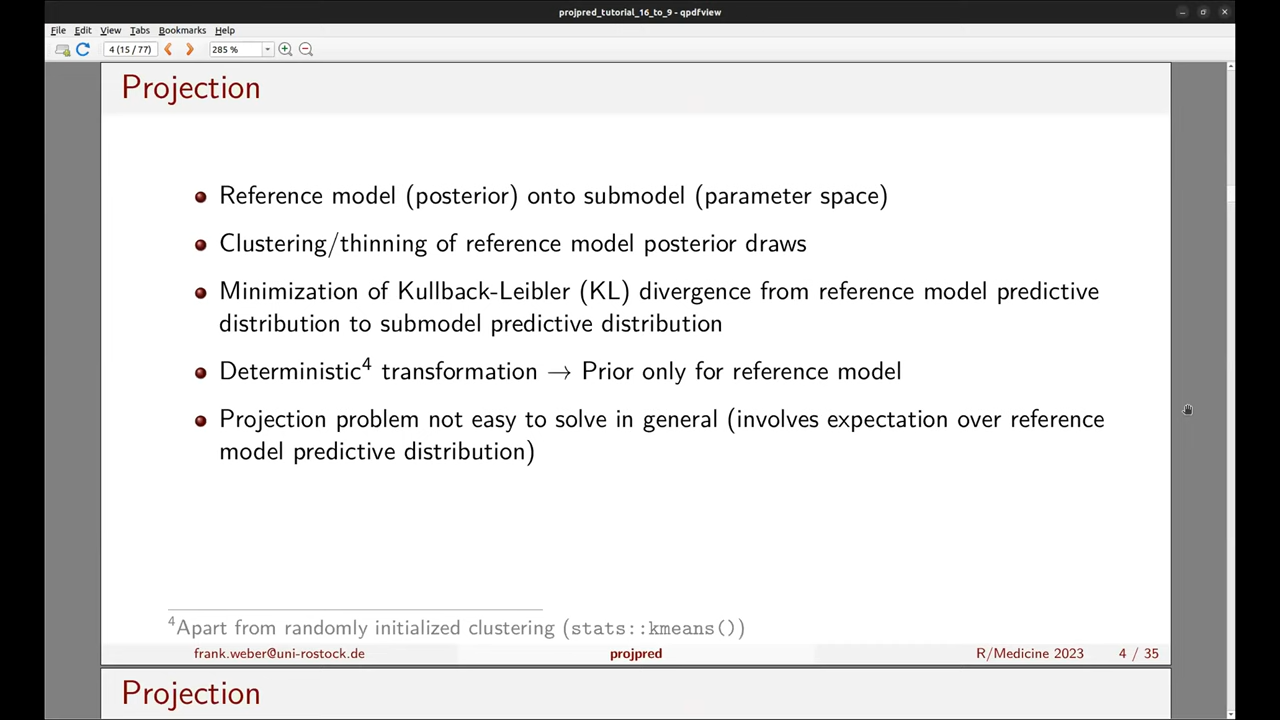 projpred_tutorial_16_to_9 - qpdfview
File Edit View Tabs Bookmarks Help
4 (15 / 77) 285 %
Projection
Reference model (posterior) onto submodel (parameter space)
Clustering/thinning of reference model posterior draws
Minimization of Kullback-Leibler (KL) divergence from reference model predictive
distribution to submodel predictive distribution
Deterministic⁴ transformation → Prior only for reference model
Projection problem not easy to solve in general (involves expectation over reference
model predictive distribution)
⁴Apart from randomly initialized clustering (stats::kmeans())
frank.weber@uni-rostock.de projpred R/Medicine 2023 4 / 35
Projection